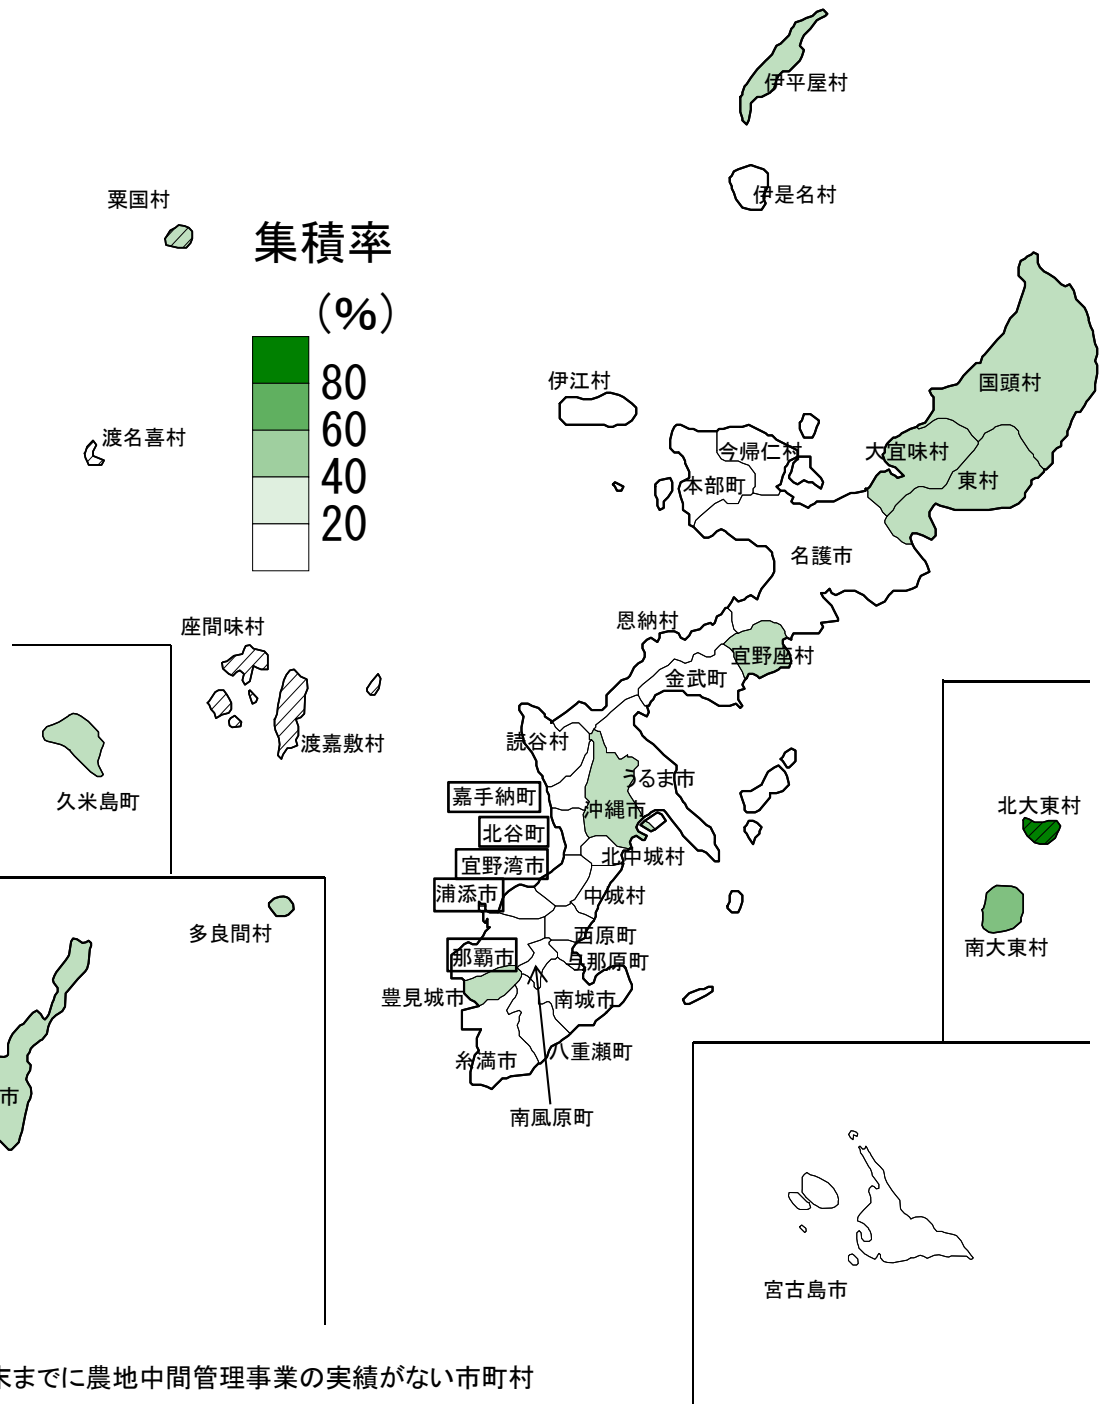 伊平屋村
伊是名村
粟国村
集積率
(%)
80
60
40
20
伊江村
国頭村
渡名喜村
今帰仁村
大宜味村
本部町
東村
名護市
座間味村
恩納村
宜野座村
金武町
渡嘉敷村
読谷村
うるま市
久米島町
嘉手納町
沖縄市
北大東村
北谷町
北中城村
宜野湾市
浦添市
中城村
多良間村
西原町
南大東村
那覇市
与那原町
豊見城市
南城市
糸満市
八重瀬町
市
南風原町
宮古島市
末までに農地中間管理事業の実績がない市町村